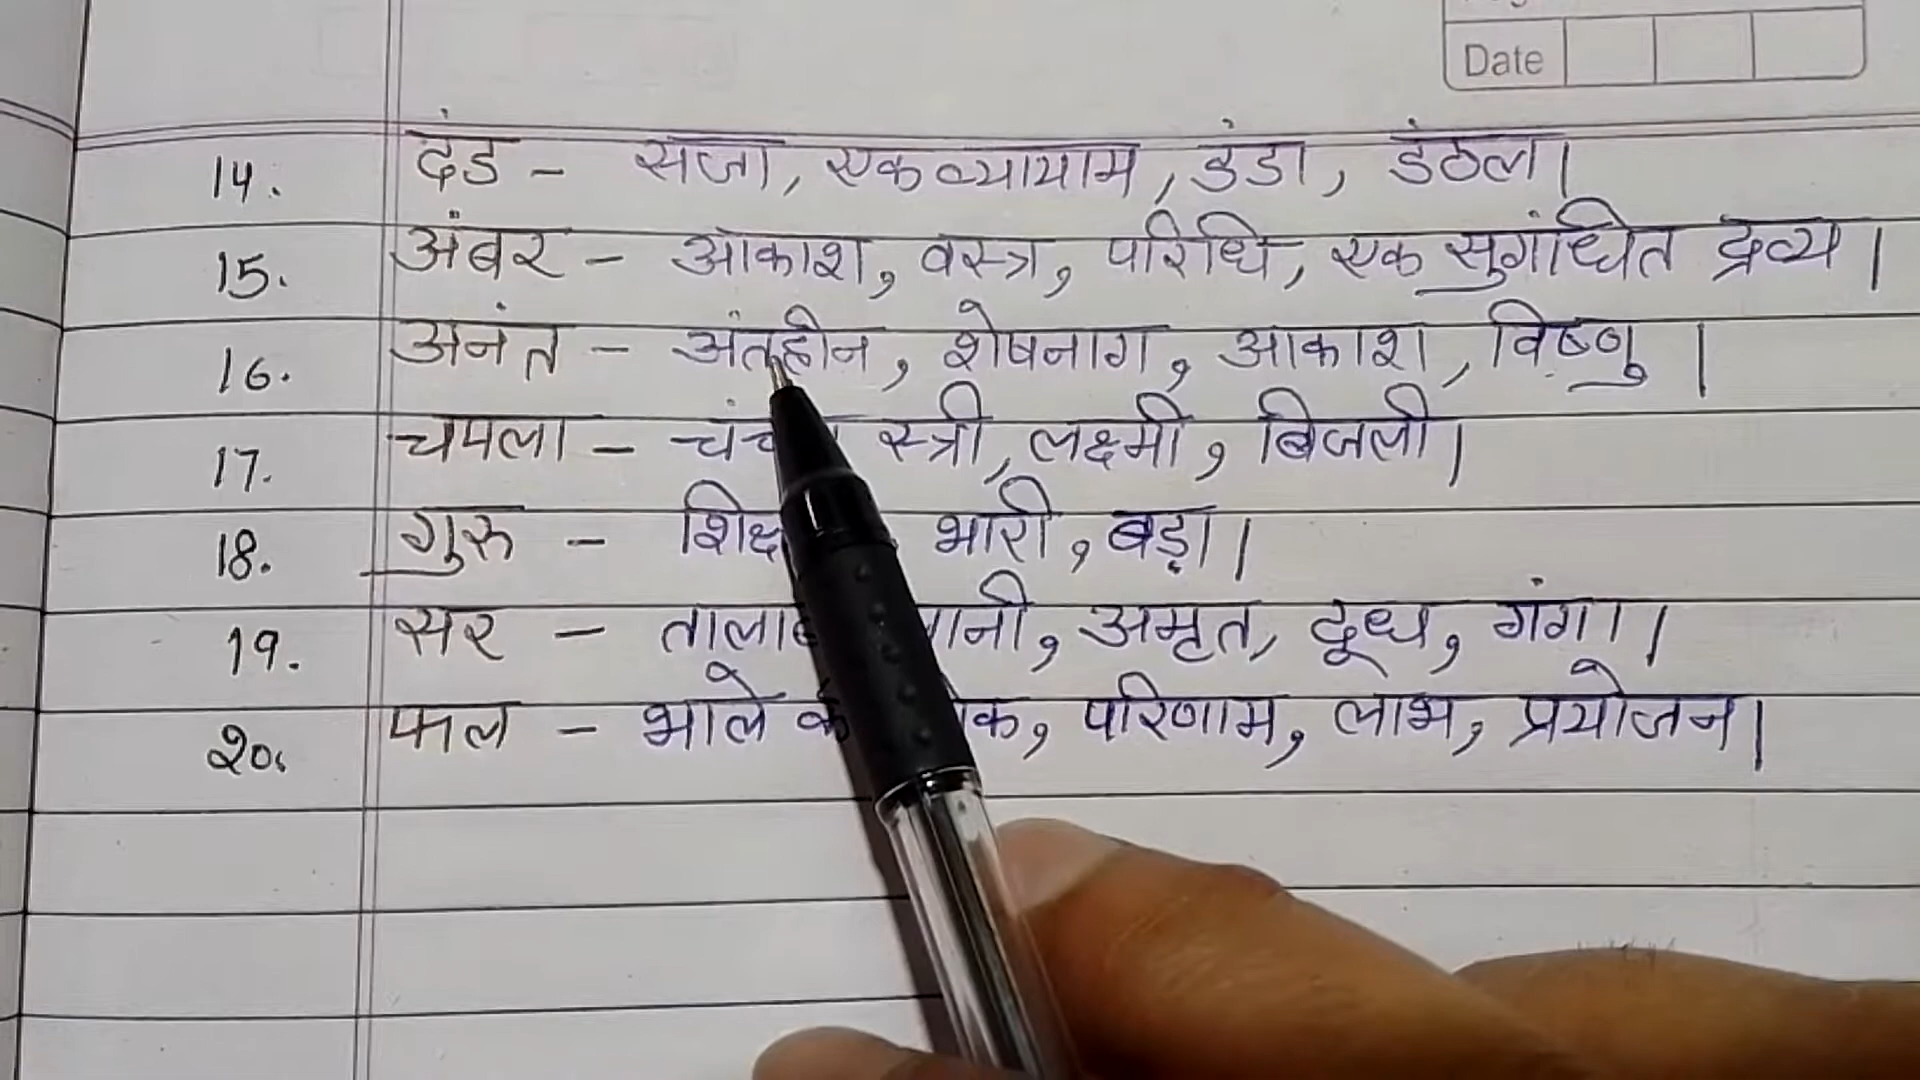 Date
14. दंड - सजा, एक व्यायाम, डंडा, डंठल।
15. अंबर - आकाश, वस्त्र, परिधि, एक सुगंधित द्रव्य।
16. अनंत - अंतहीन, शेषनाग, आकाश, विष्णु।
17. चपला - स्त्री, लक्ष्मी, बिजली।
18. गुरु - भारी, बड़ा।
19. सर - अमृत, दूध, गंगा।
20. फल - भाले परिणाम, लाभ, प्रयोजन।